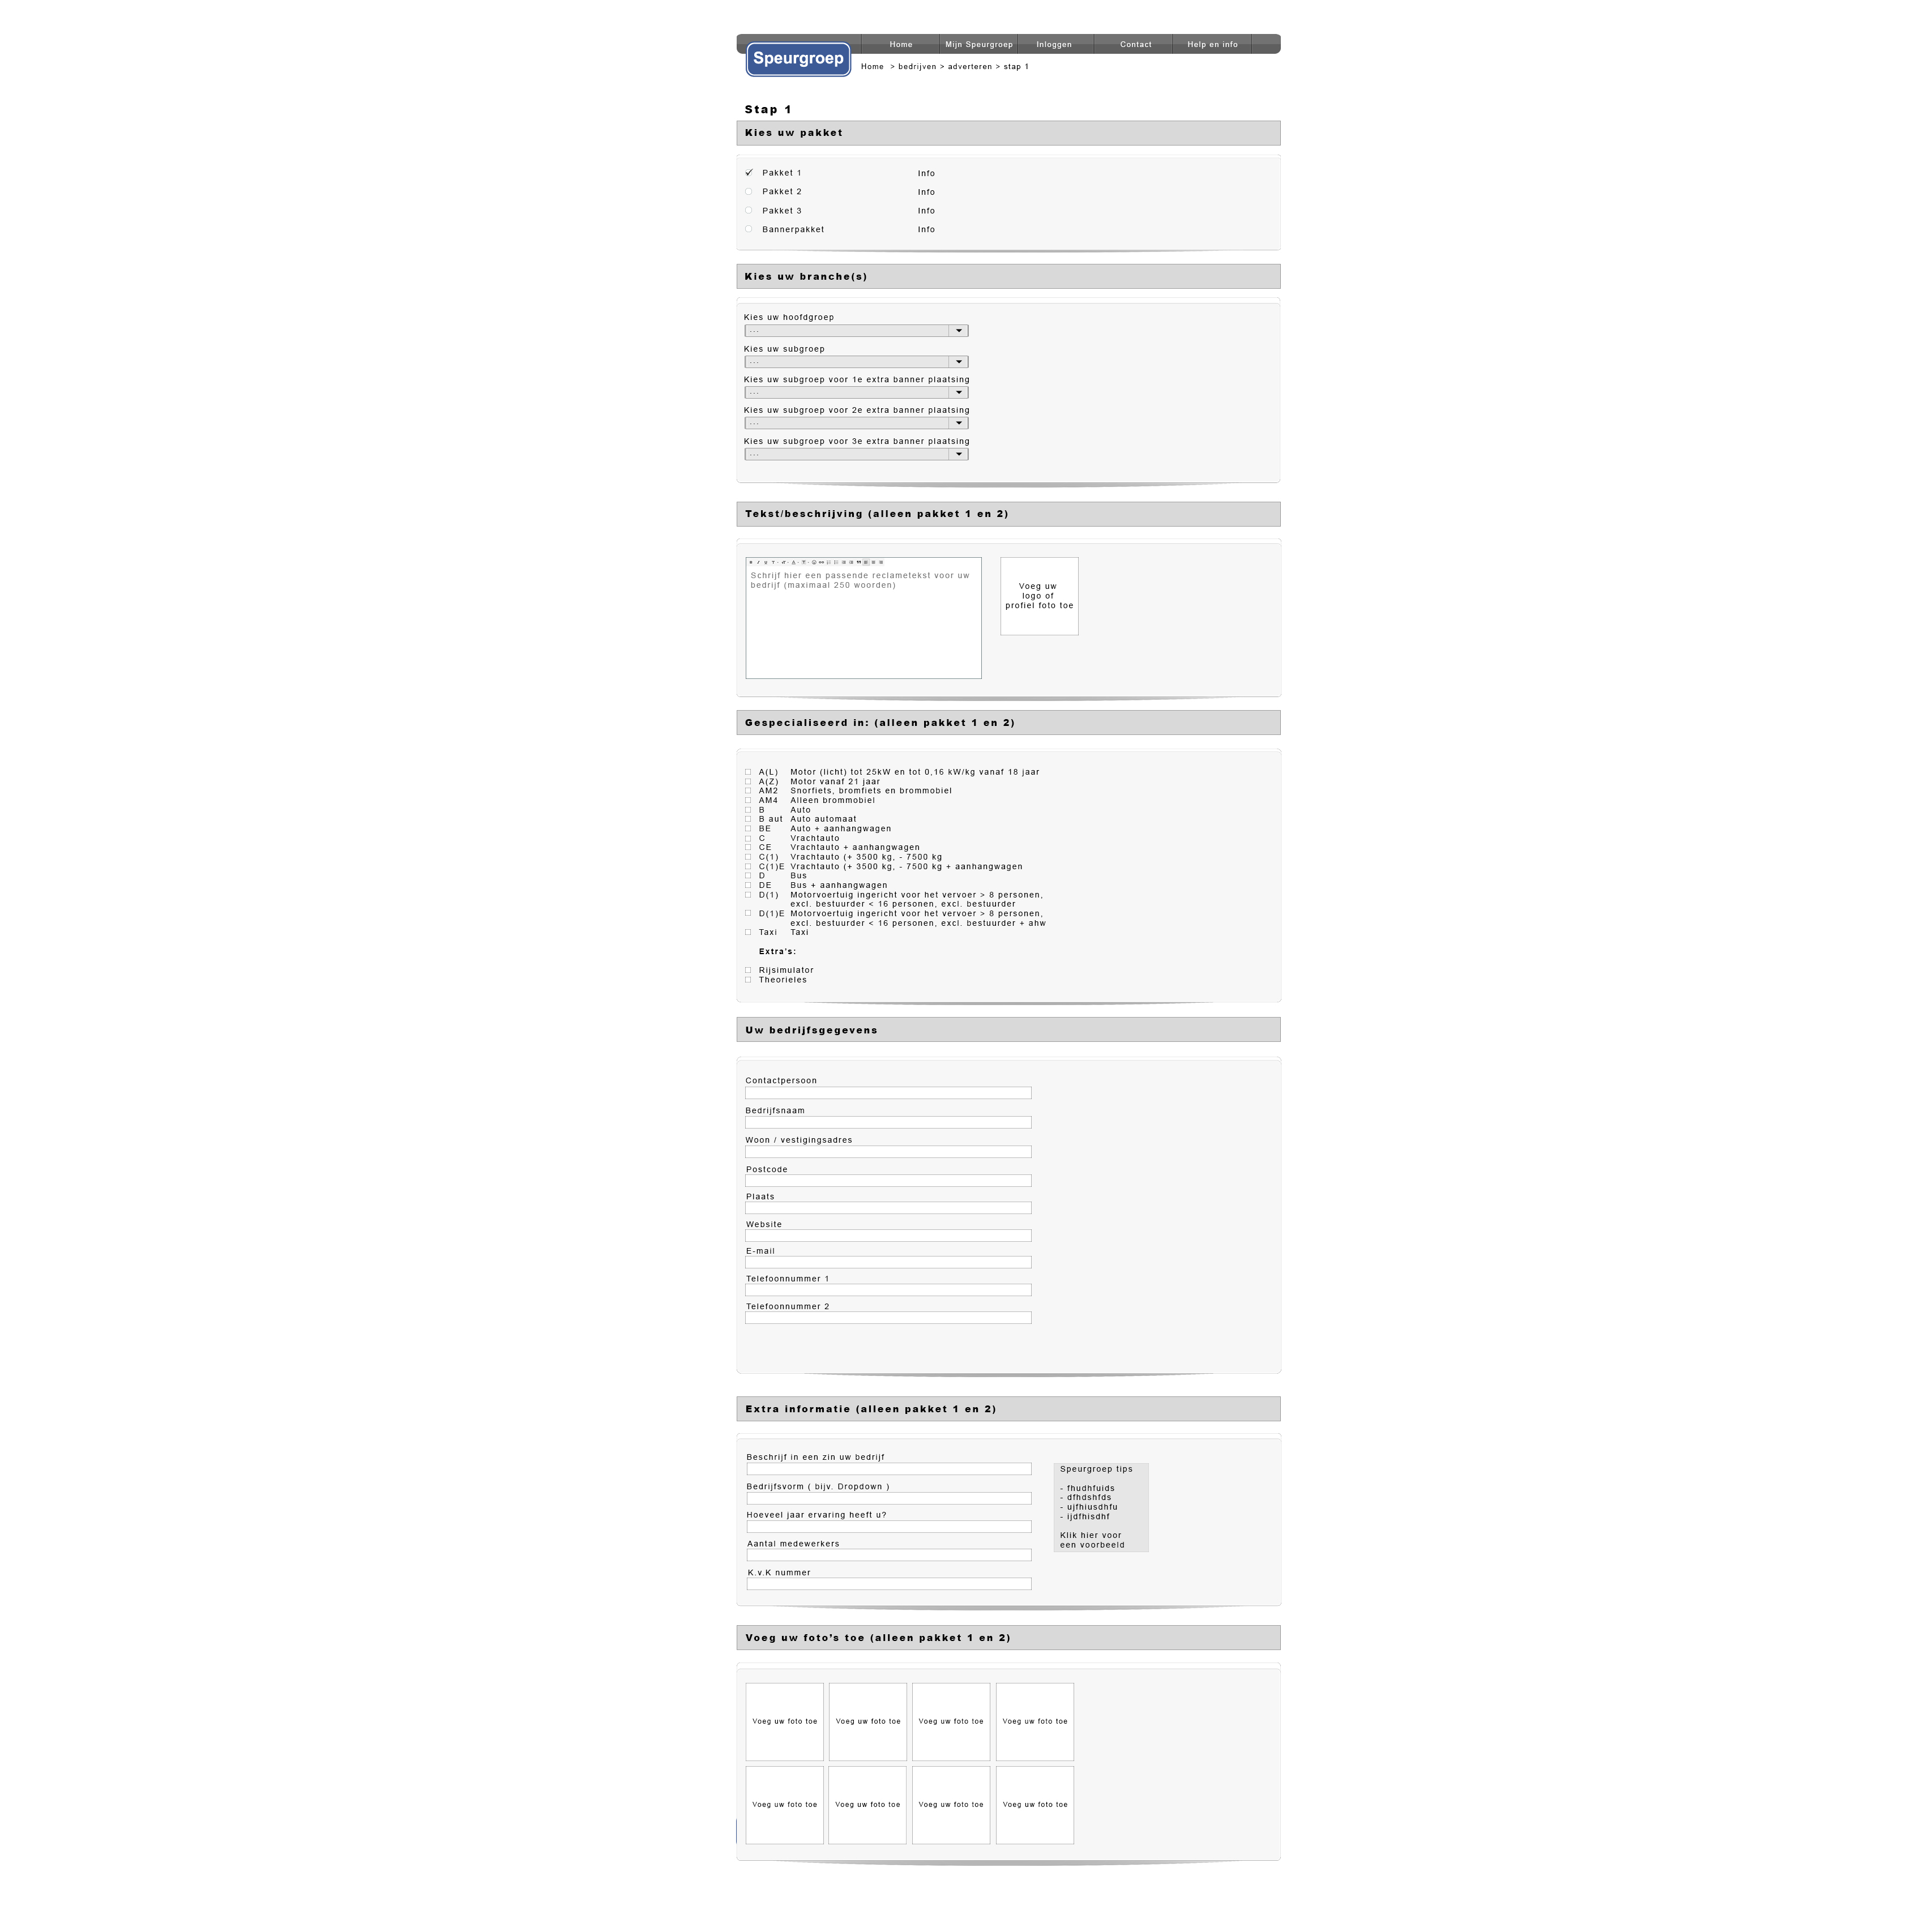 Home Mijn Speurgroep Inloggen Contact Help en info
Speurgroep
Home > bedrijven > adverteren > stap 1
Stap 1
Kies uw pakket
Pakket 1 Info
Pakket 2 Info
Pakket 3 Info
Bannerpakket Info
Kies uw branche(s)
Kies uw hoofdgroep
...
Kies uw subgroep
...
Kies uw subgroep voor 1e extra banner plaatsing
...
Kies uw subgroep voor 2e extra banner plaatsing
...
Kies uw subgroep voor 3e extra banner plaatsing
...
Tekst/beschrijving (alleen pakket 1 en 2)
Schrijf hier een passende reclametekst voor uw
bedrijf (maximaal 250 woorden)
Voeg uw
logo of
profiel foto toe
Gespecialiseerd in: (alleen pakket 1 en 2)
A(L) Motor (licht) tot 25kW en tot 0,16 kW/kg vanaf 18 jaar
A(Z) Motor vanaf 21 jaar
AM2 Snorfiets, bromfiets en brommobiel
AM4 Alleen brommobiel
B Auto
B aut Auto automaat
BE Auto + aanhangwagen
C Vrachtauto
CE Vrachtauto + aanhangwagen
C(1) Vrachtauto (+ 3500 kg, - 7500 kg
C(1)E Vrachtauto (+ 3500 kg, - 7500 kg + aanhangwagen
D Bus
DE Bus + aanhangwagen
D(1) Motorvoertuig ingericht voor het vervoer > 8 personen,
excl. bestuurder < 16 personen, excl. bestuurder
D(1)E Motorvoertuig ingericht voor het vervoer > 8 personen,
excl. bestuurder < 16 personen, excl. bestuurder + ahw
Taxi Taxi
Extra's:
Rijsimulator
Theorieles
Uw bedrijfsgegevens
Contactpersoon
Bedrijfsnaam
Woon / vestigingsadres
Postcode
Plaats
Website
E-mail
Telefoonnummer 1
Telefoonnummer 2
Extra informatie (alleen pakket 1 en 2)
Beschrijf in een zin uw bedrijf
Bedrijfsvorm ( bijv. Dropdown )
Hoeveel jaar ervaring heeft u?
Aantal medewerkers
K.v.K nummer
Speurgroep tips
- fhudhfuids
- dfhdshfds
- ujfhiusdhfu
- ijdfhisdhf
Klik hier voor
een voorbeeld
Voeg uw foto's toe (alleen pakket 1 en 2)
Voeg uw foto toe Voeg uw foto toe Voeg uw foto toe Voeg uw foto toe
Voeg uw foto toe Voeg uw foto toe Voeg uw foto toe Voeg uw foto toe